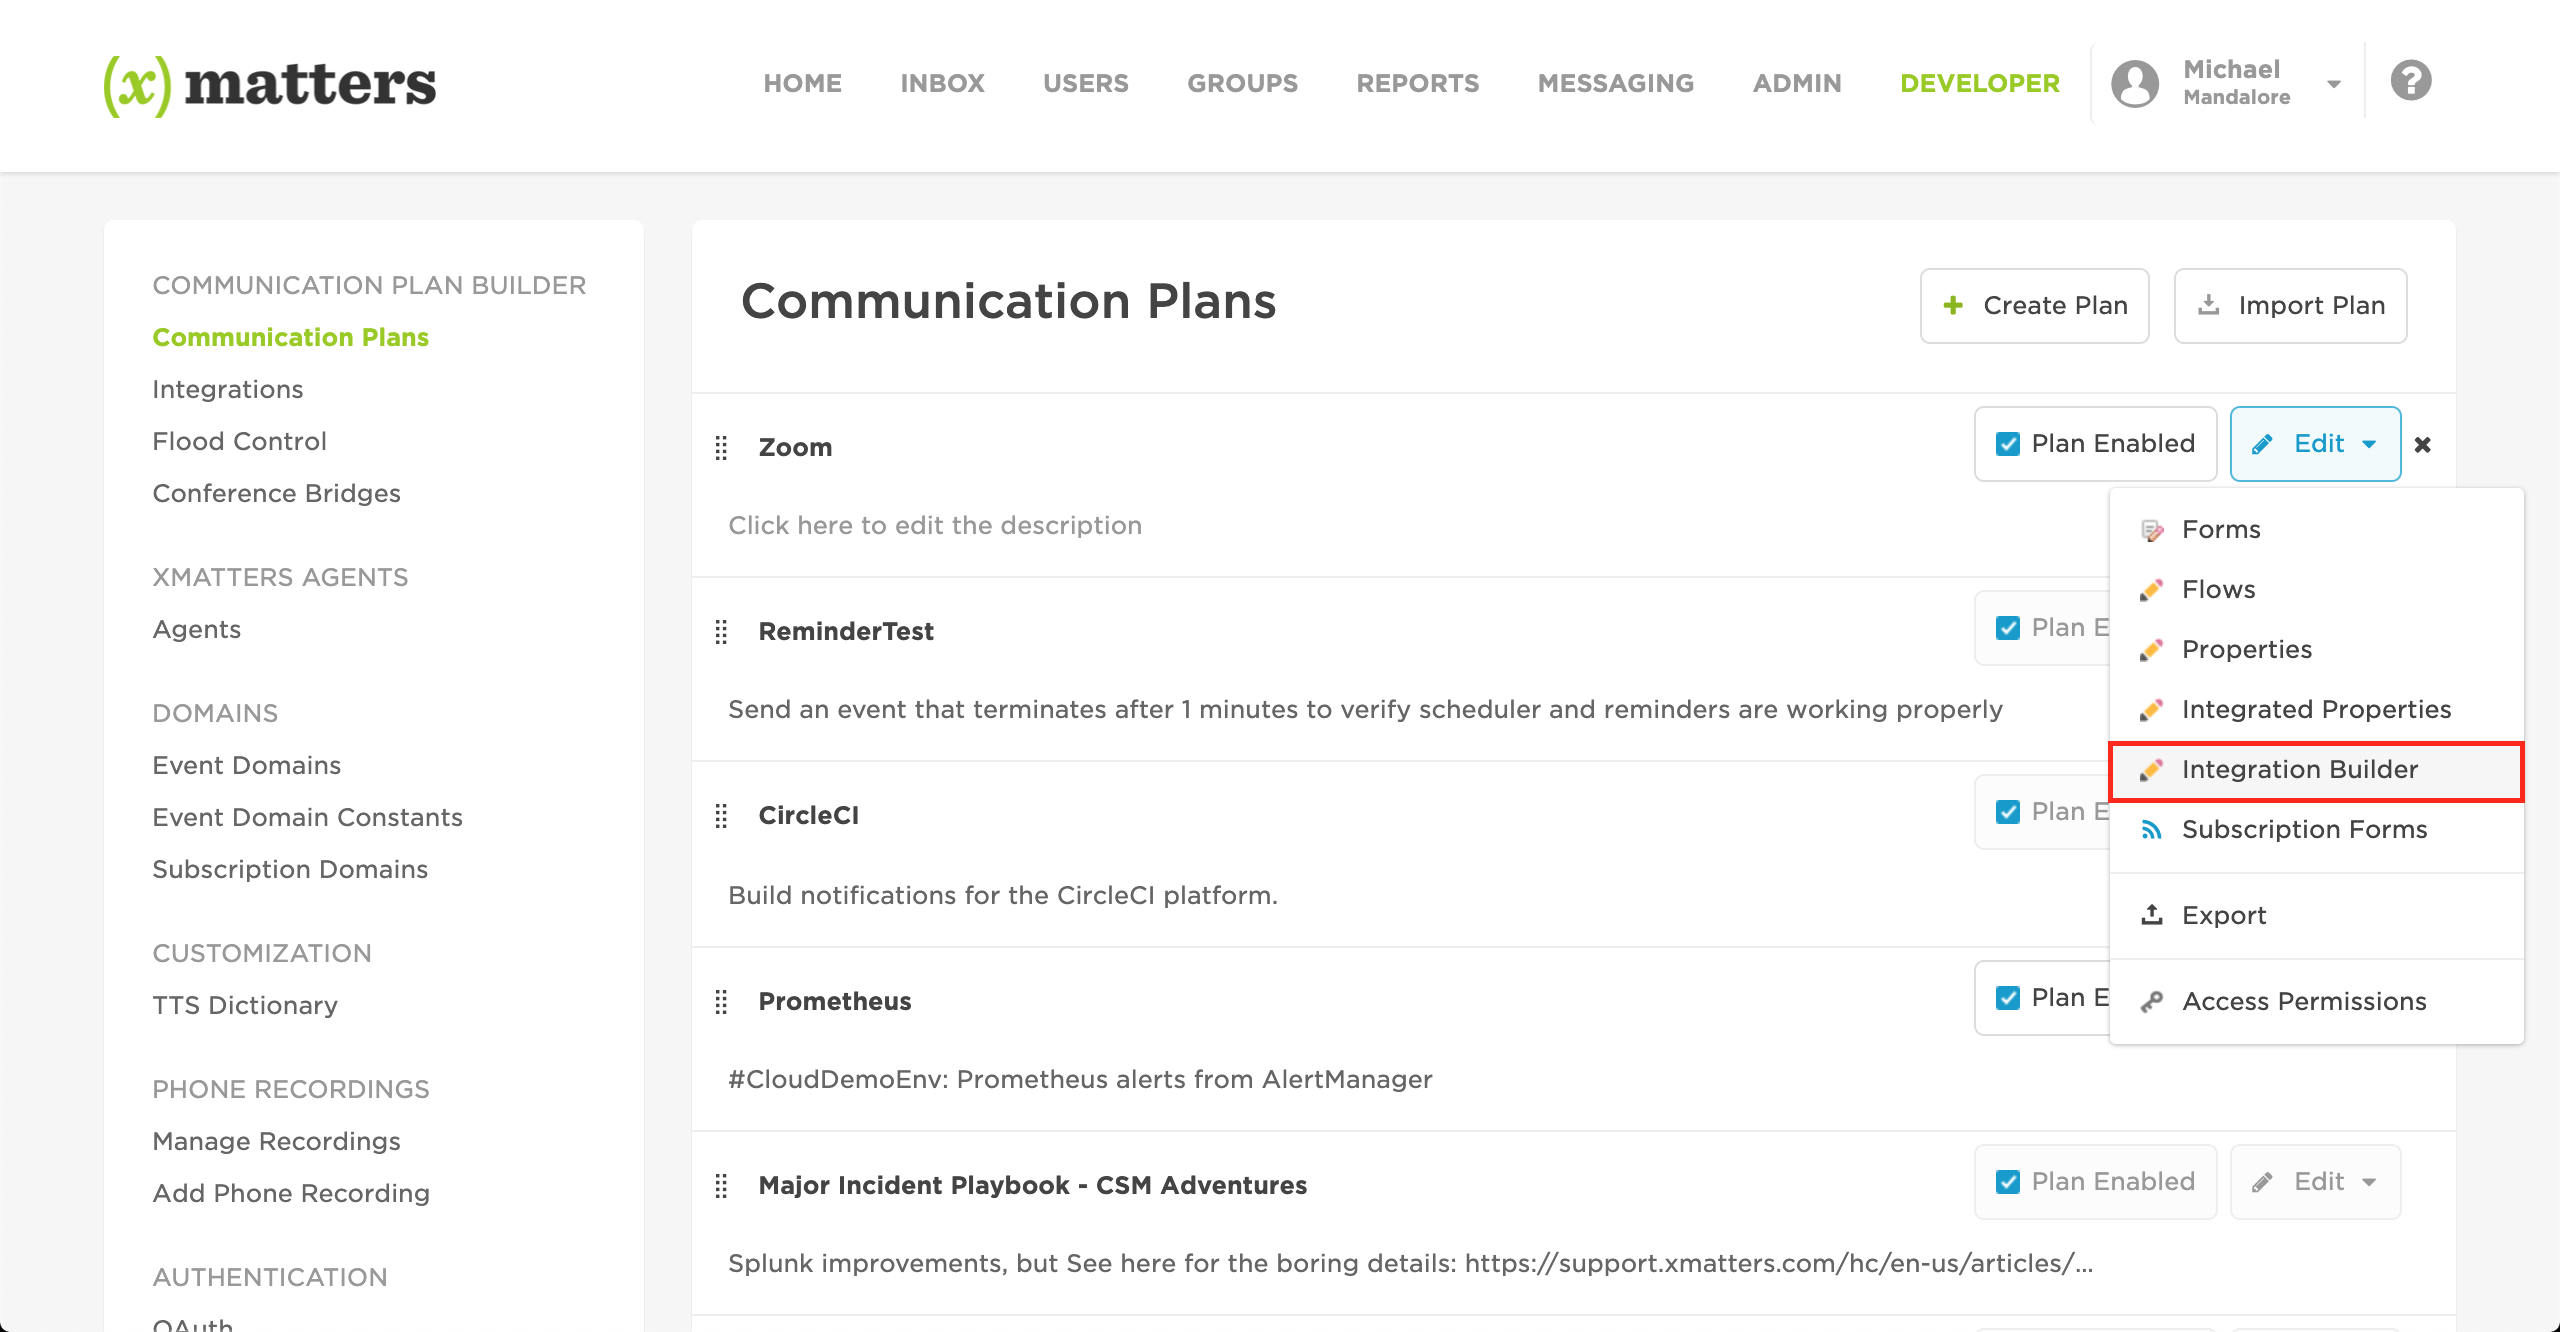 (x) matters
HOME INBOX USERS GROUPS REPORTS MESSAGING ADMIN DEVELOPER
Michael
Mandalore
?
COMMUNICATION PLAN BUILDER
Communication Plans
Integrations
Flood Control
Conference Bridges
XMATTERS AGENTS
Agents
DOMAINS
Event Domains
Event Domain Constants
Subscription Domains
CUSTOMIZATION
TTS Dictionary
PHONE RECORDINGS
Manage Recordings
Add Phone Recording
AUTHENTICATION
OAuth
Communication Plans
+ Create Plan
Import Plan
Zoom
Plan Enabled
Edit
Click here to edit the description
ReminderTest
Plan E
Send an event that terminates after 1 minutes to verify scheduler and reminders are working properly
CircleCI
Plan E
Build notifications for the CircleCI platform.
Prometheus
Plan E
#CloudDemoEnv: Prometheus alerts from AlertManager
Major Incident Playbook - CSM Adventures
Plan Enabled
Edit
Splunk improvements, but See here for the boring details: https://support.xmatters.com/hc/en-us/articles/...
Forms
Flows
Properties
Integrated Properties
Integration Builder
Subscription Forms
Export
Access Permissions